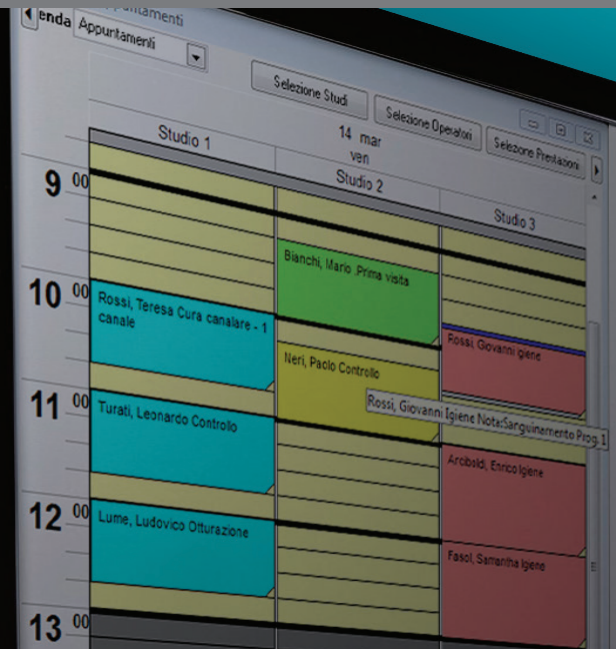 enda
Appuntamenti
Appuntamenti
Selezione Studi
Selezione Operatori
Selezione Prestazioni
14 mar
ven
Studio 1
Studio 2
Studio 3
9 00
Bianchi, Mario ,Prima visita
10 00
Rossi, Teresa Cura canalare - 1
canale
Rossi, Giovanni Igiene
Neri, Paolo Controllo
Rossi, Giovanni Igiene Nota:Sanguinamento Prog.1
11 00
Turati, Leonardo Controllo
Arcibaldi, Enrico Igiene
12 00
Lume, Ludovico Otturazione
Fasol, Samantha Igiene
13 00